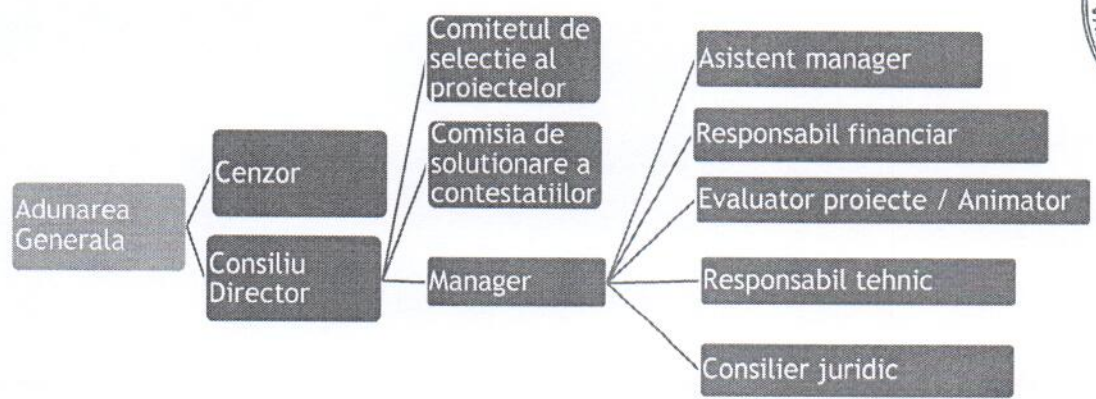 Adunarea
Generala
Cenzor
Consiliu
Director
Comitetul de
selectie al
proiectelor
Comisia de
solutionare a
contestatiilor
Manager
Asistent manager
Responsabil financiar
Evaluator proiecte / Animator
Responsabil tehnic
Consilier juridic